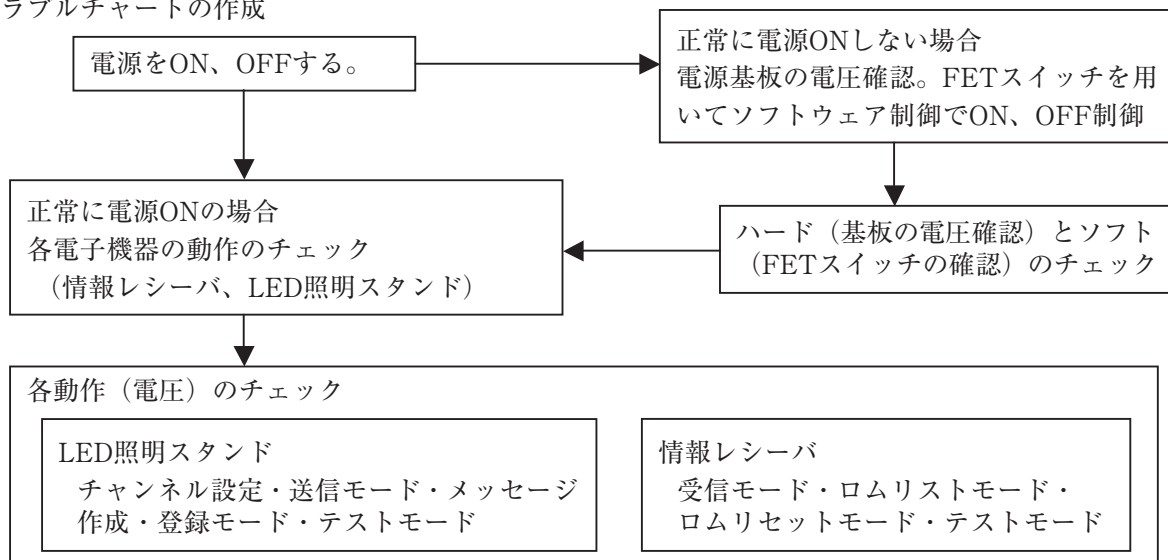 ラブルチャートの作成
電源をON、OFFする。
正常に電源ONしない場合
電源基板の電圧確認。FETスイッチを用
いてソフトウェア制御でON、OFF制御
正常に電源ONの場合
各電子機器の動作のチェック
（情報レシーバ、LED照明スタンド）
ハード（基板の電圧確認）とソフト
（FETスイッチの確認）のチェック
各動作（電圧）のチェック
LED照明スタンド
チャンネル設定・送信モード・メッセージ
作成・登録モード・テストモード
情報レシーバ
受信モード・ロムリストモード・
ロムリセットモード・テストモード